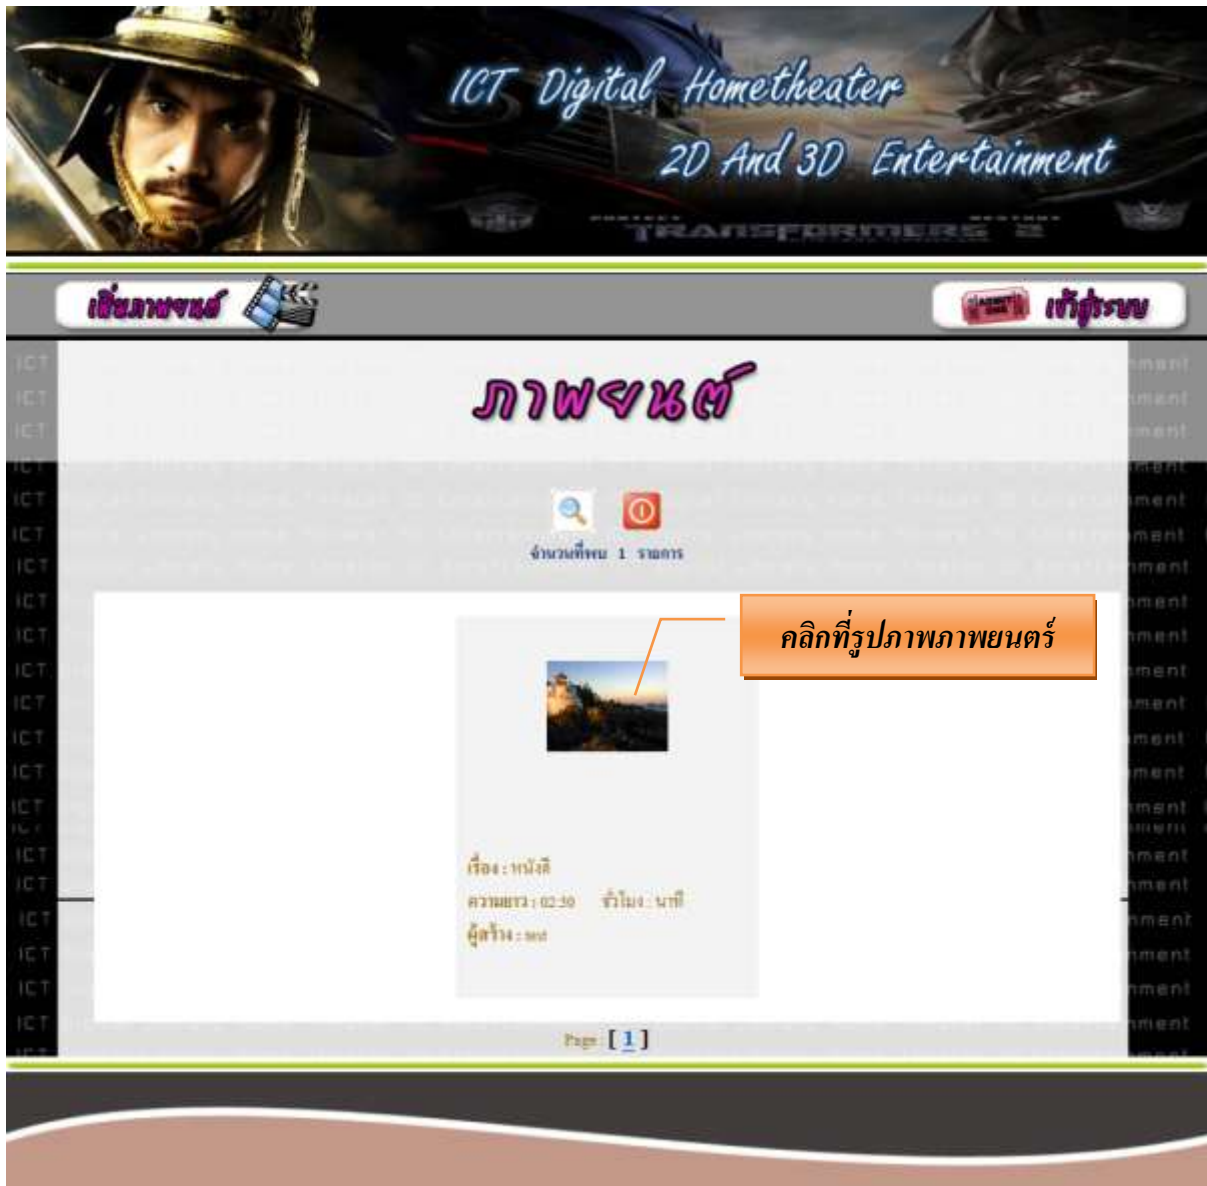 ICT Digital Hometheater
2D And 3D Entertainment
TRANSFORMERS 2
เพิ่มภาพยนต์
เข้าสู่ระบบ
ภาพยนต์
จำนวนที่พบ 1 รายการ
คลิกที่รูปภาพภาพยนตร์
เรื่อง : หนังดี
ความยาว : 02:30 ชั่วโมง : นาที
ผู้สร้าง : test
Page : [ 1 ]